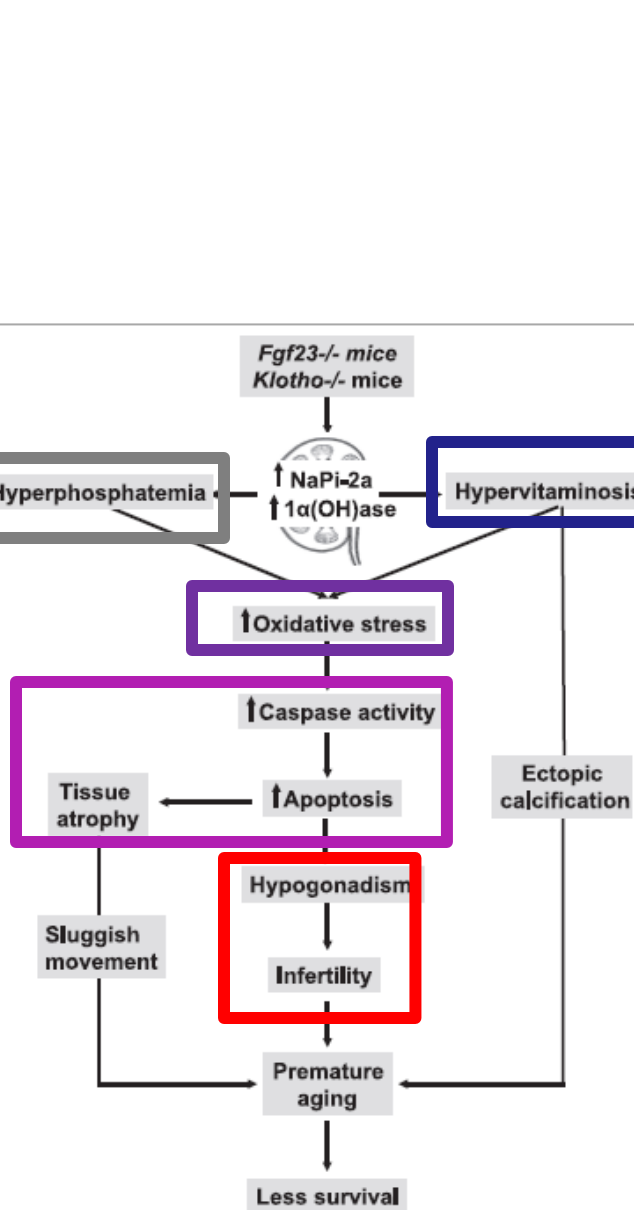 Fgf23-/- mice
Klotho-/- mice
↑ NaPi-2a
↑ 1α(OH)ase
Hyperphosphatemia
Hypervitaminosis
↑Oxidative stress
↑Caspase activity
↑Apoptosis
Tissue
atrophy
Ectopic
calcification
Hypogonadism
Sluggish
movement
Infertility
Premature
aging
Less survival